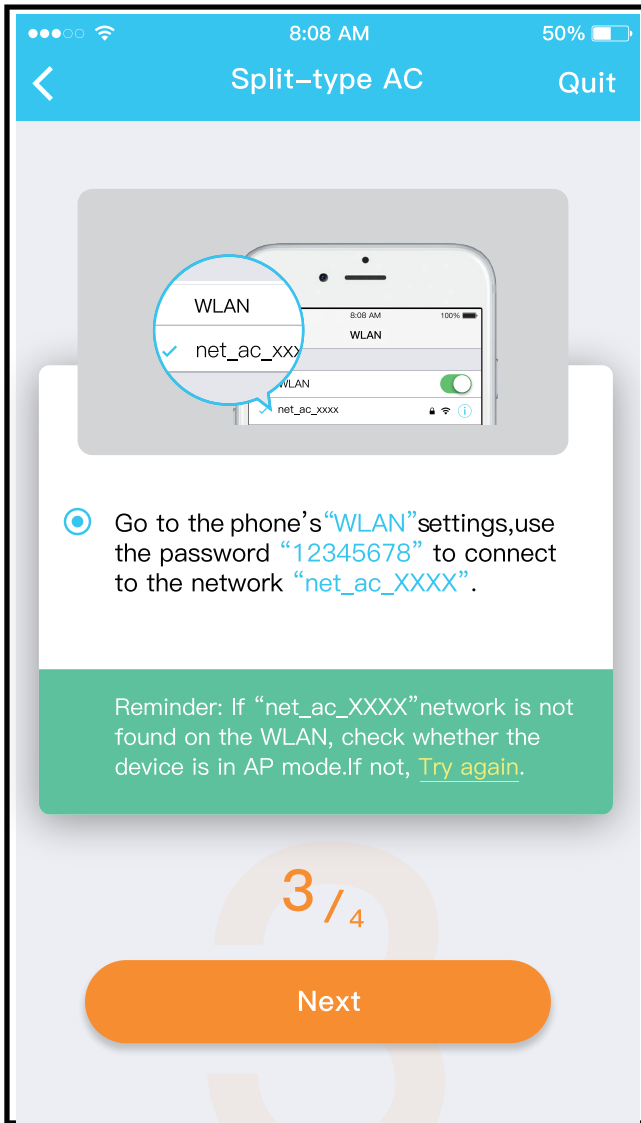 8:08 AM
50%
Split-type AC
Quit
WLAN
net_ac_xxx
8:08 AM
100%
WLAN
WLAN
net_ac_xxxx
Go to the phone's“WLAN”settings,use
the password “12345678” to connect
to the network “net_ac_XXXX”.
Reminder: If “net_ac_XXXX”network is not
found on the WLAN, check whether the
device is in AP mode.If not, Try again.
3/4
Next
3